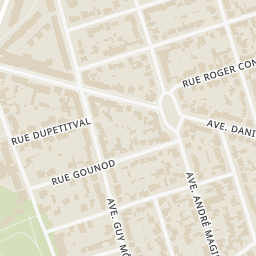 RUE ROGER CON
RUE DUPETITVAL
AVE. DANI
RUE GOUNOD
AVE. GUY MÔ
AVE. ANDRÉ MAGI